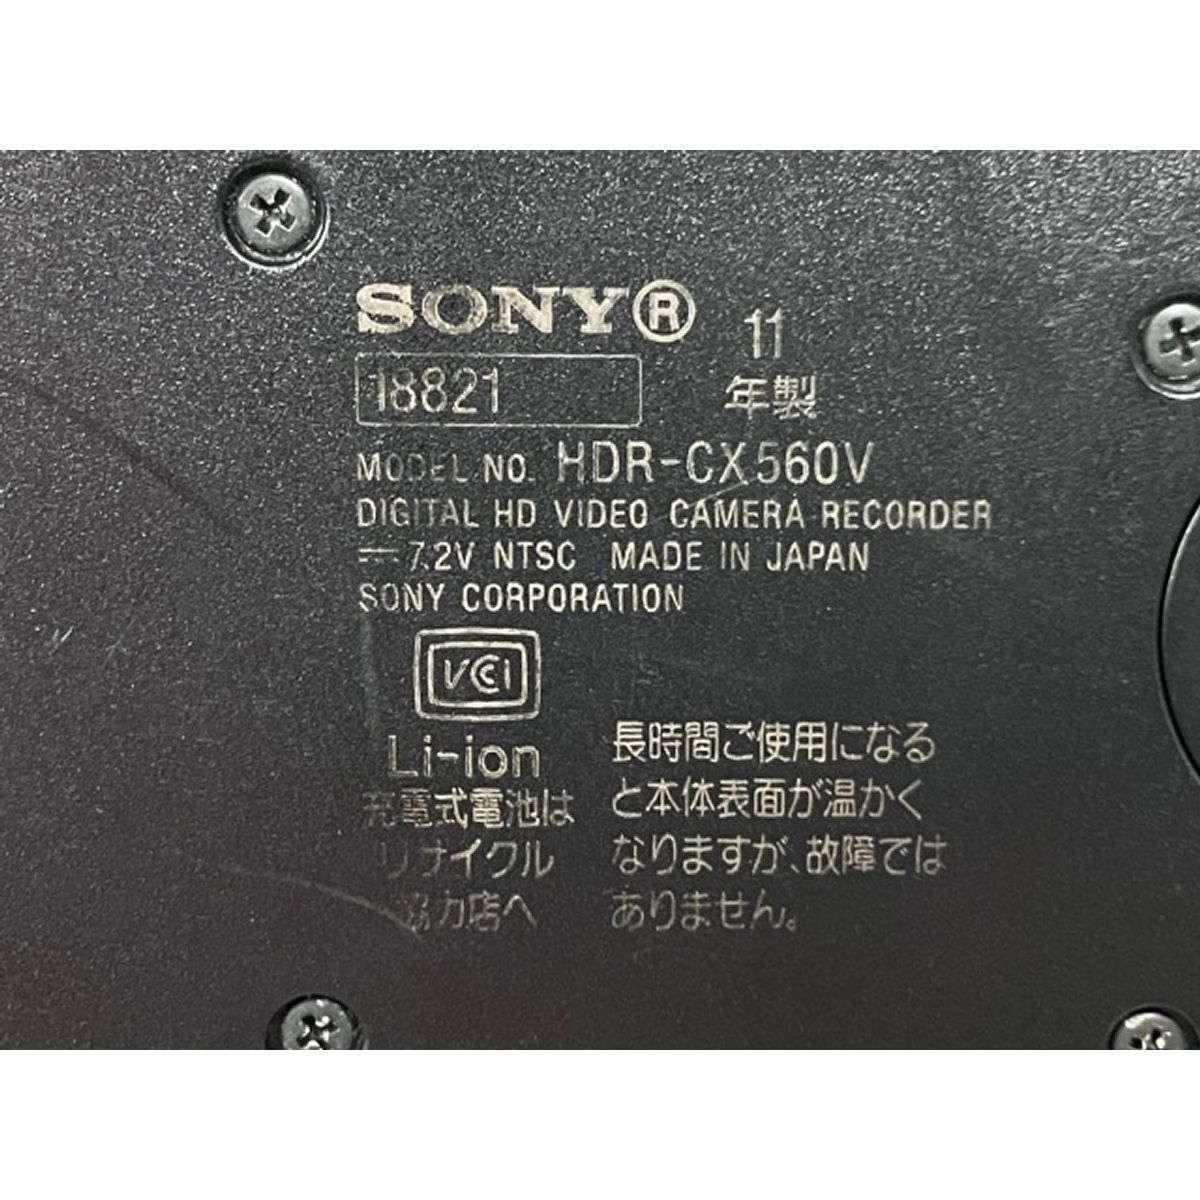 SONY®
11
年製
18821
MODEL NO. HDR-CX560V
DIGITAL HD VIDEO CAMERA RECORDER
⎓ 7.2V NTSC MADE IN JAPAN
SONY CORPORATION
VCCI
Li-ion
充電式電池は
リサイクル
協力店へ
長時間ご使用になる
と本体表面が温かく
なりますが、故障では
ありません。